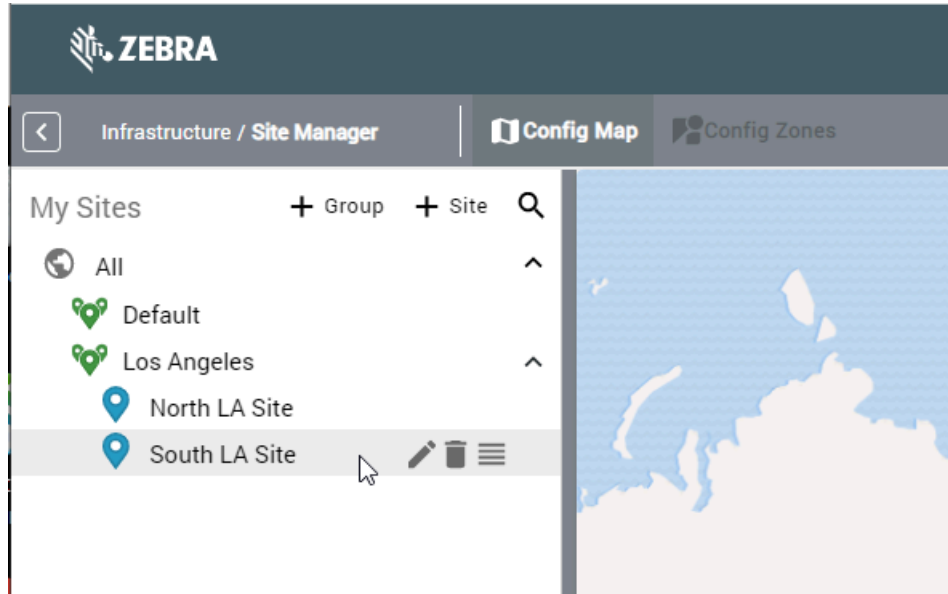 ZEBRA
Infrastructure / Site Manager
Config Map
Config Zones
My Sites
+ Group
+ Site
All
Default
Los Angeles
North LA Site
South LA Site